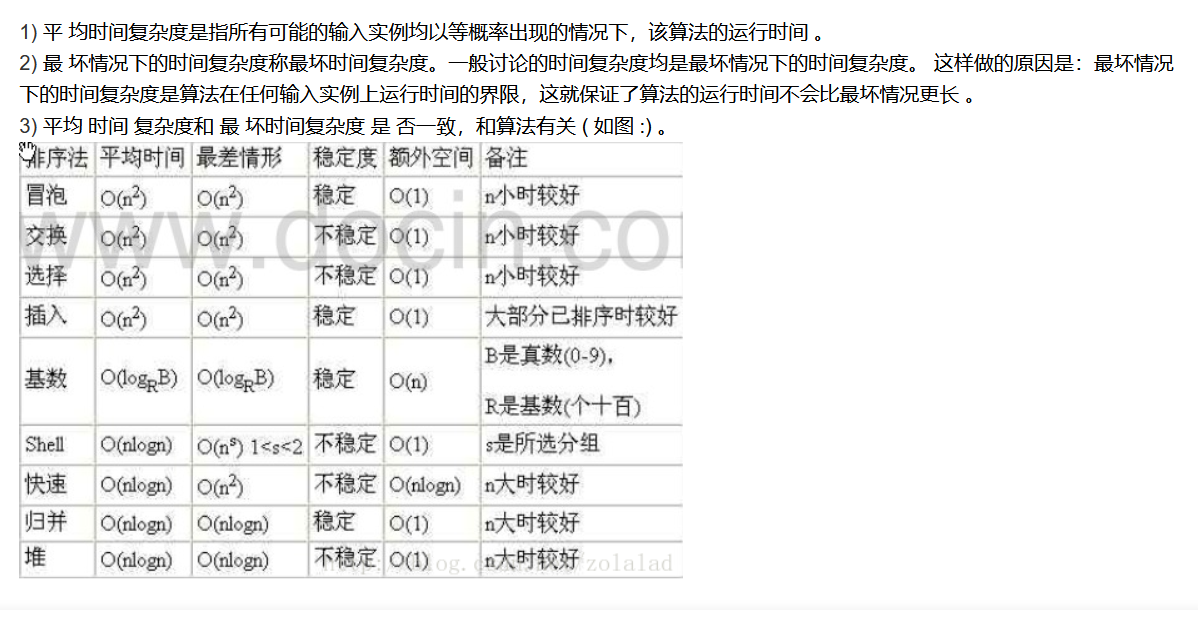 1) 平 均时间复杂度是指所有可能的输入实例均以等概率出现的情况下，该算法的运行时间 。
2) 最 坏情况下的时间复杂度称最坏时间复杂度。一般讨论的时间复杂度均是最坏情况下的时间复杂度。 这样做的原因是：最坏情况
下的时间复杂度是算法在任何输入实例上运行时间的界限，这就保证了算法的运行时间不会比最坏情况更长 。
3) 平均 时间 复杂度和 最 坏时间复杂度 是 否一致，和算法有关 ( 如图 :) 。
排序法 平均时间 最差情形 稳定度 额外空间 备注
冒泡 O(n²) O(n²) 稳定 O(1) n小时较好
交换 O(n²) O(n²) 不稳定 O(1) n小时较好
www.docin.co
选择 O(n²) O(n²) 不稳定 O(1) n小时较好
插入 O(n²) O(n²) 稳定 O(1) 大部分已排序时较好
基数 O(log_RB) O(log_RB) 稳定 O(n) B是真数(0-9),
R是基数(个十百)
Shell O(nlogn) O(nˢ) 1<s<2 不稳定 O(1) s是所选分组
快速 O(nlogn) O(n²) 不稳定 O(nlogn) n大时较好
归并 O(nlogn) O(nlogn) 稳定 O(1) n大时较好
堆 O(nlogn) O(nlogn) 不稳定 O(1) n大时较好
zolalad